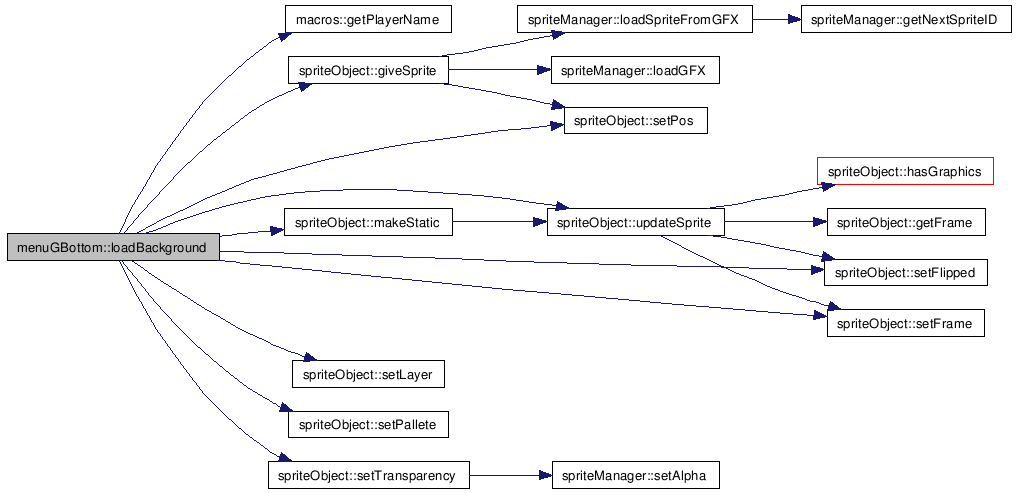 macros::getPlayerName
spriteManager::loadSpriteFromGFX
spriteManager::getNextSpriteID
spriteObject::giveSprite
spriteManager::loadGFX
spriteObject::setPos
spriteObject::hasGraphics
spriteObject::makeStatic
spriteObject::updateSprite
spriteObject::getFrame
menuGBottom::loadBackground
spriteObject::setFlipped
spriteObject::setFrame
spriteObject::setLayer
spriteObject::setPallete
spriteObject::setTransparency
spriteManager::setAlpha